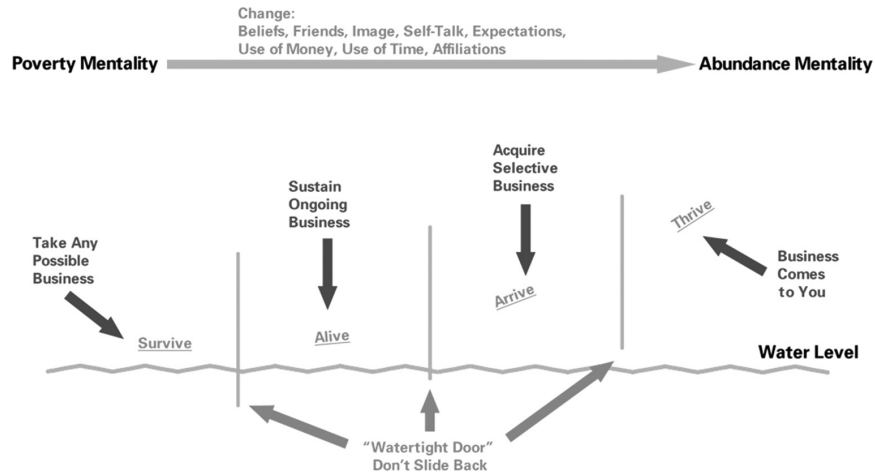 Change:
Beliefs, Friends, Image, Self-Talk, Expectations,
Use of Money, Use of Time, Affiliations
Poverty Mentality
Abundance Mentality
Acquire
Selective
Business
Sustain
Ongoing
Business
Thrive
Take Any
Possible
Business
Business
Comes
to You
Arrive
Alive
Survive
Water Level
“Watertight Door”
Don’t Slide Back